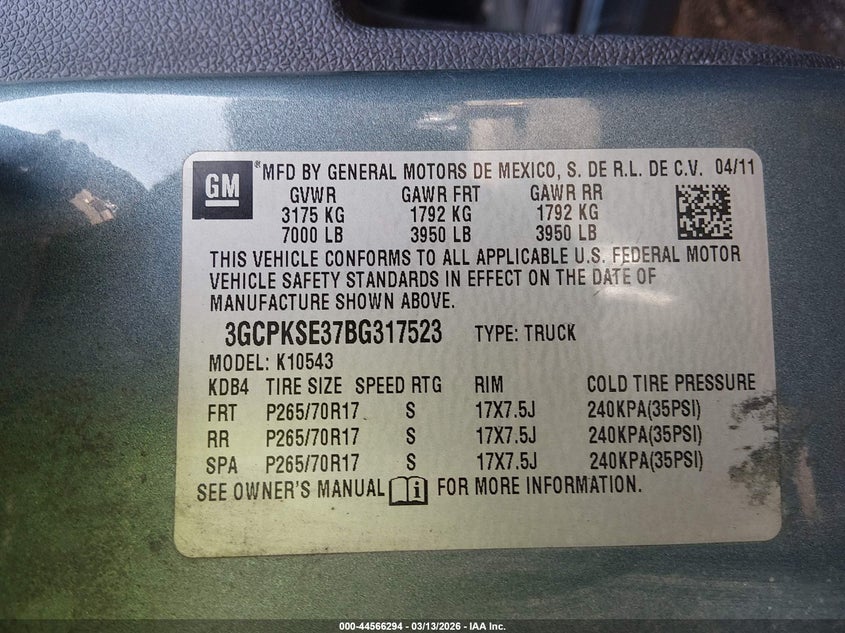 GM ® MFD BY GENERAL MOTORS DE MEXICO, S. DE R.L. DE C.V. 04/11
GVWR GAWR FRT GAWR RR
3175 KG 1792 KG 1792 KG
7000 LB 3950 LB 3950 LB
THIS VEHICLE CONFORMS TO ALL APPLICABLE U.S. FEDERAL MOTOR
VEHICLE SAFETY STANDARDS IN EFFECT ON THE DATE OF
MANUFACTURE SHOWN ABOVE.
3GCPKSE37BG317523 TYPE: TRUCK
MODEL: K10543
KDB4 TIRE SIZE SPEED RTG RIM COLD TIRE PRESSURE
FRT P265/70R17 S 17X7.5J 240KPA(35PSI)
RR P265/70R17 S 17X7.5J 240KPA(35PSI)
SPA P265/70R17 S 17X7.5J 240KPA(35PSI)
SEE OWNER'S MANUAL i FOR MORE INFORMATION.
000-44566294 | 03/13/2026 - IAA Inc.